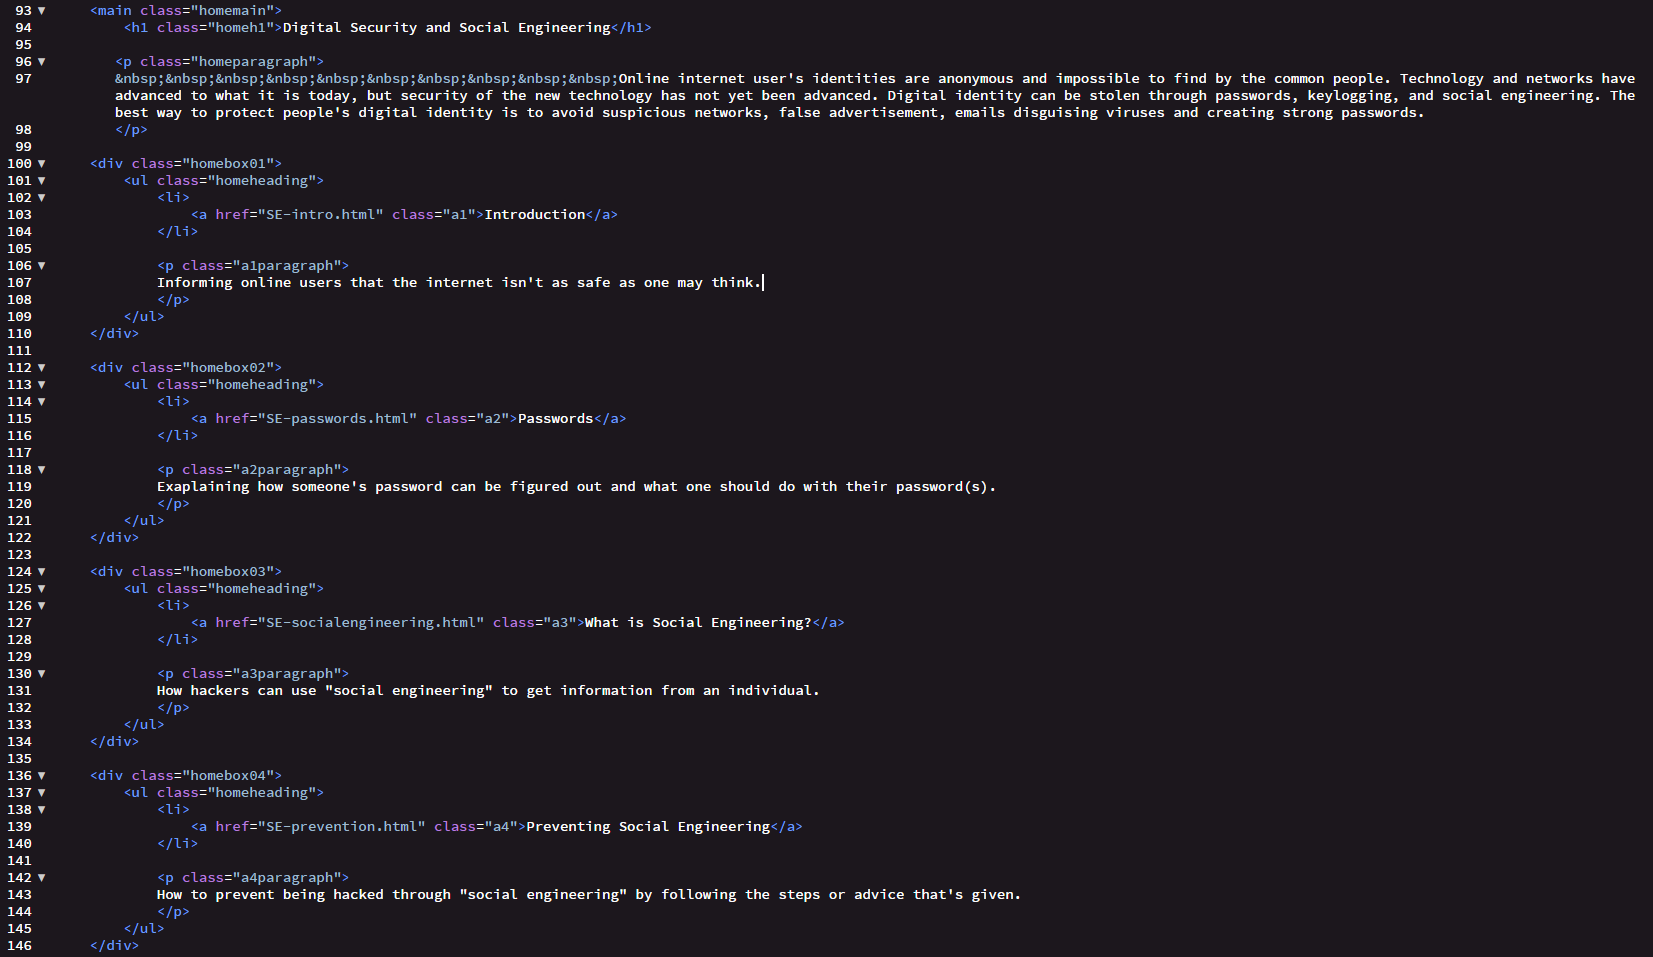 93 ▼ <main class="homemain">
94 <h1 class="homeh1">Digital Security and Social Engineering</h1>
95
96 ▼ <p class="homeparagraph">
97 &nbsp;&nbsp;&nbsp;&nbsp;&nbsp;&nbsp;&nbsp;&nbsp;&nbsp;&nbsp;Online internet user's identities are anonymous and impossible to find by the common people. Technology and networks have
advanced to what it is today, but security of the new technology has not yet been advanced. Digital identity can be stolen through passwords, keylogging, and social engineering. The
best way to protect people's digital identity is to avoid suspicious networks, false advertisement, emails disguising viruses and creating strong passwords.
98 </p>
99
100 ▼ <div class="homebox01">
101 ▼ <ul class="homeheading">
102 ▼ <li>
103 <a href="SE-intro.html" class="a1">Introduction</a>
104 </li>
105
106 ▼ <p class="a1paragraph">
107 Informing online users that the internet isn't as safe as one may think.
108 </p>
109 </ul>
110 </div>
111
112 ▼ <div class="homebox02">
113 ▼ <ul class="homeheading">
114 ▼ <li>
115 <a href="SE-passwords.html" class="a2">Passwords</a>
116 </li>
117
118 ▼ <p class="a2paragraph">
119 Exaplaining how someone's password can be figured out and what one should do with their password(s).
120 </p>
121 </ul>
122 </div>
123
124 ▼ <div class="homebox03">
125 ▼ <ul class="homeheading">
126 ▼ <li>
127 <a href="SE-socialengineering.html" class="a3">What is Social Engineering?</a>
128 </li>
129
130 ▼ <p class="a3paragraph">
131 How hackers can use "social engineering" to get information from an individual.
132 </p>
133 </ul>
134 </div>
135
136 ▼ <div class="homebox04">
137 ▼ <ul class="homeheading">
138 ▼ <li>
139 <a href="SE-prevention.html" class="a4">Preventing Social Engineering</a>
140 </li>
141
142 ▼ <p class="a4paragraph">
143 How to prevent being hacked through "social engineering" by following the steps or advice that's given.
144 </p>
145 </ul>
146 </div>